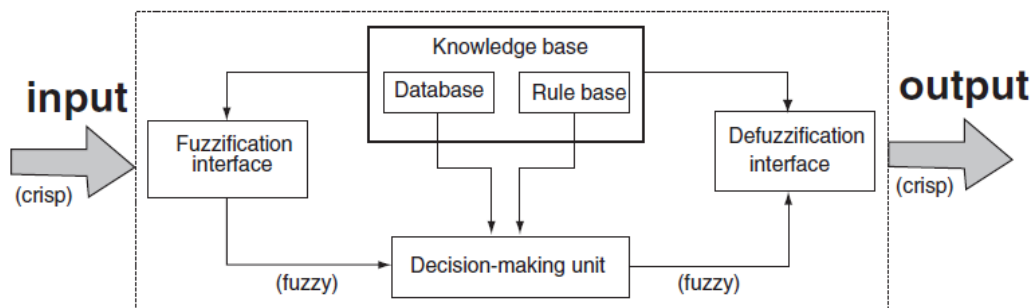 Knowledge base
Database
Rule base
input
output
Fuzzification
interface
Defuzzification
interface
(crisp)
(crisp)
Decision-making unit
(fuzzy)
(fuzzy)